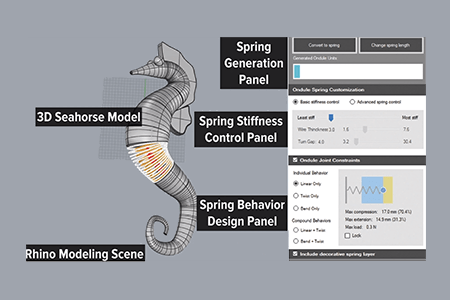 Spring
Generation
Panel
3D Seahorse Model
Spring Stiffness
Control Panel
Spring Behavior
Design Panel
Rhino Modeling Scene
Convert to spring
Change spring length
Generated Ondule Units
Ondule Spring Customization
Basic stiffness control
Advanced spring control
Least stiff
Most stiff
Wire Thickness 3.0 1.6 7.6
Turn Gap: 4.0 3.2 30.4
Ondule Joint Constraints
Individual Behavior
Linear Only
Twist Only
Bend Only
Compound Behaviors
Linear + Twist
Bend + Twist
Max compression: 17.0 mm (70.4%)
Max extension: 14.9 mm (31.3%)
Max load: 0.3 N
Lock
Include decorative spring layer